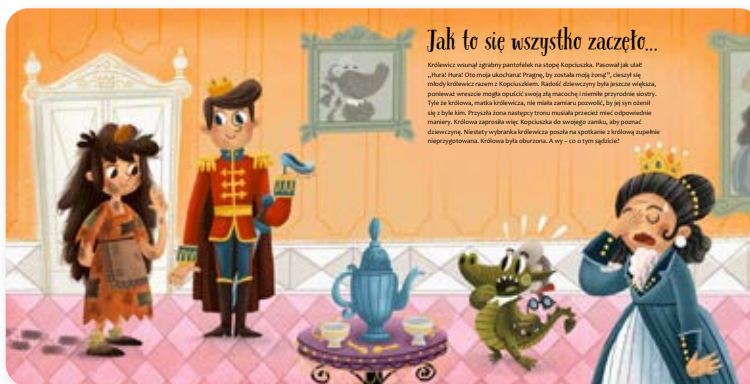 Jak to się wszystko zaczęło...
Królewicz wsunął zgrabny pantofelek na stopę Kopciuszka. Pasował jak ulał!
„Hura! Hura! Oto moja ukochana! Pragnę, by została moją żoną!”, cieszył się
młody królewicz razem z Kopciuszkiem. Radość dziewczyny była jeszcze większa,
ponieważ wreszcie mogła opuścić swoją złą macochę i niemiłe przyrodnie siostry.
Tyle że królowa, matka królewicza, nie miała zamiaru pozwolić, by jej syn ożenił
się z byle kim. Przyszła żona następcy tronu musiała przecież mieć odpowiednie
maniery. Królowa zaprosiła więc Kopciuszka do swojego zamku, aby poznać
dziewczynę. Niestety wybranka królewicza poszła na spotkanie z królową zupełnie
nieprzygotowana. Królowa była oburzona. A wy – co o tym sądzicie?